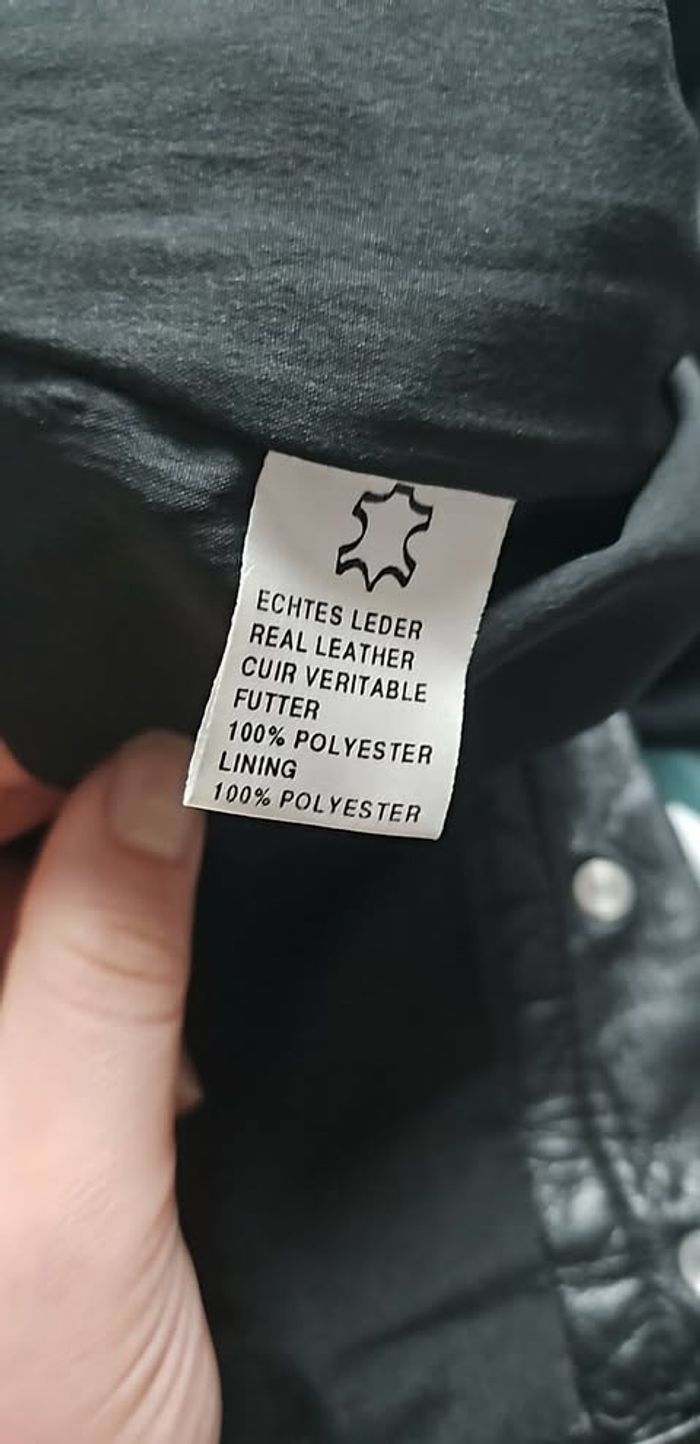 ECHTES LEDER
REAL LEATHER
CUIR VERITABLE
FUTTER
100% POLYESTER
LINING
100% POLYESTER